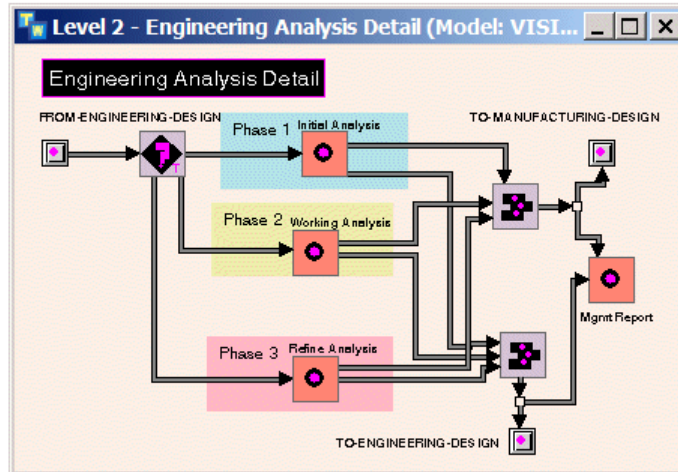 TW Level 2 - Engineering Analysis Detail (Model: VISI...
Engineering Analysis Detail
FROM-ENGINEERING-DESIGN
TO-MANUFACTURING-DESIGN
Phase 1
Initial Analysis
T
Phase 2
Working Analysis
Mgmt Report
Phase 3
Refine Analysis
TO-ENGINEERING-DESIGN